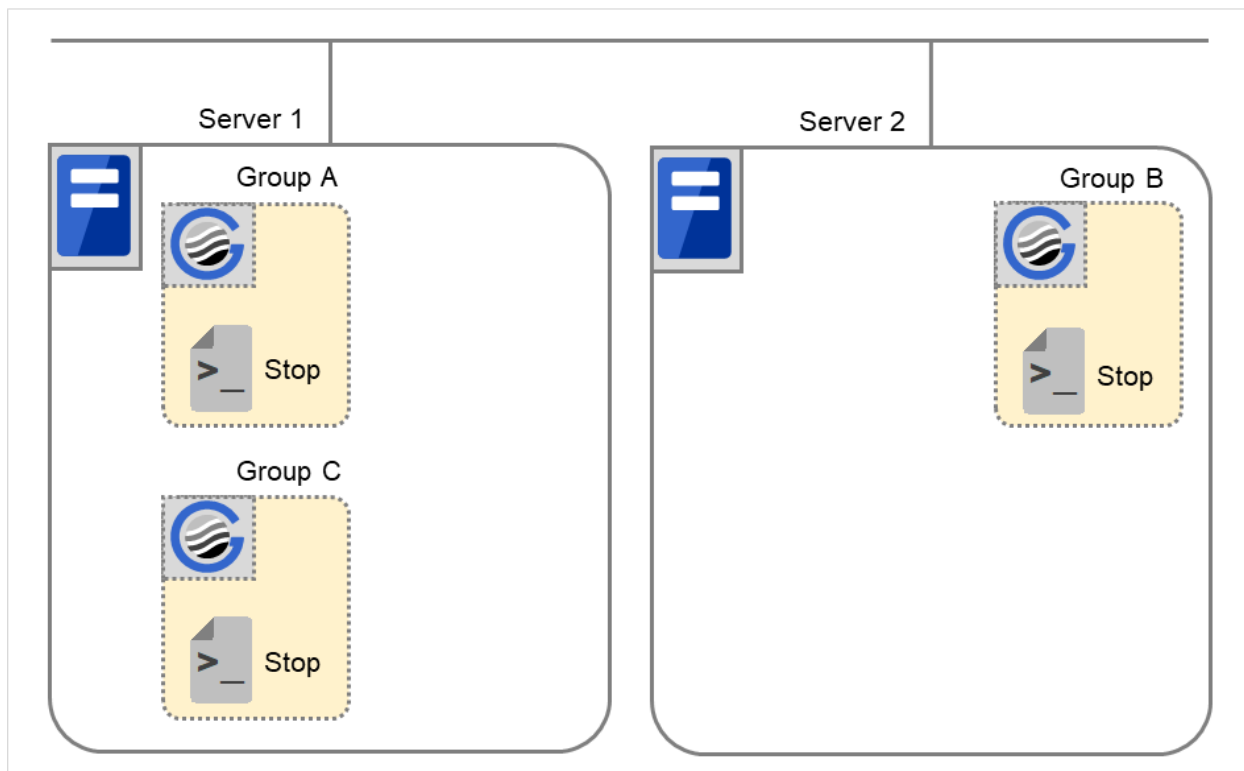 Server 1
Server 2
Group A
Group B
>_ Stop
>_ Stop
Group C
>_ Stop